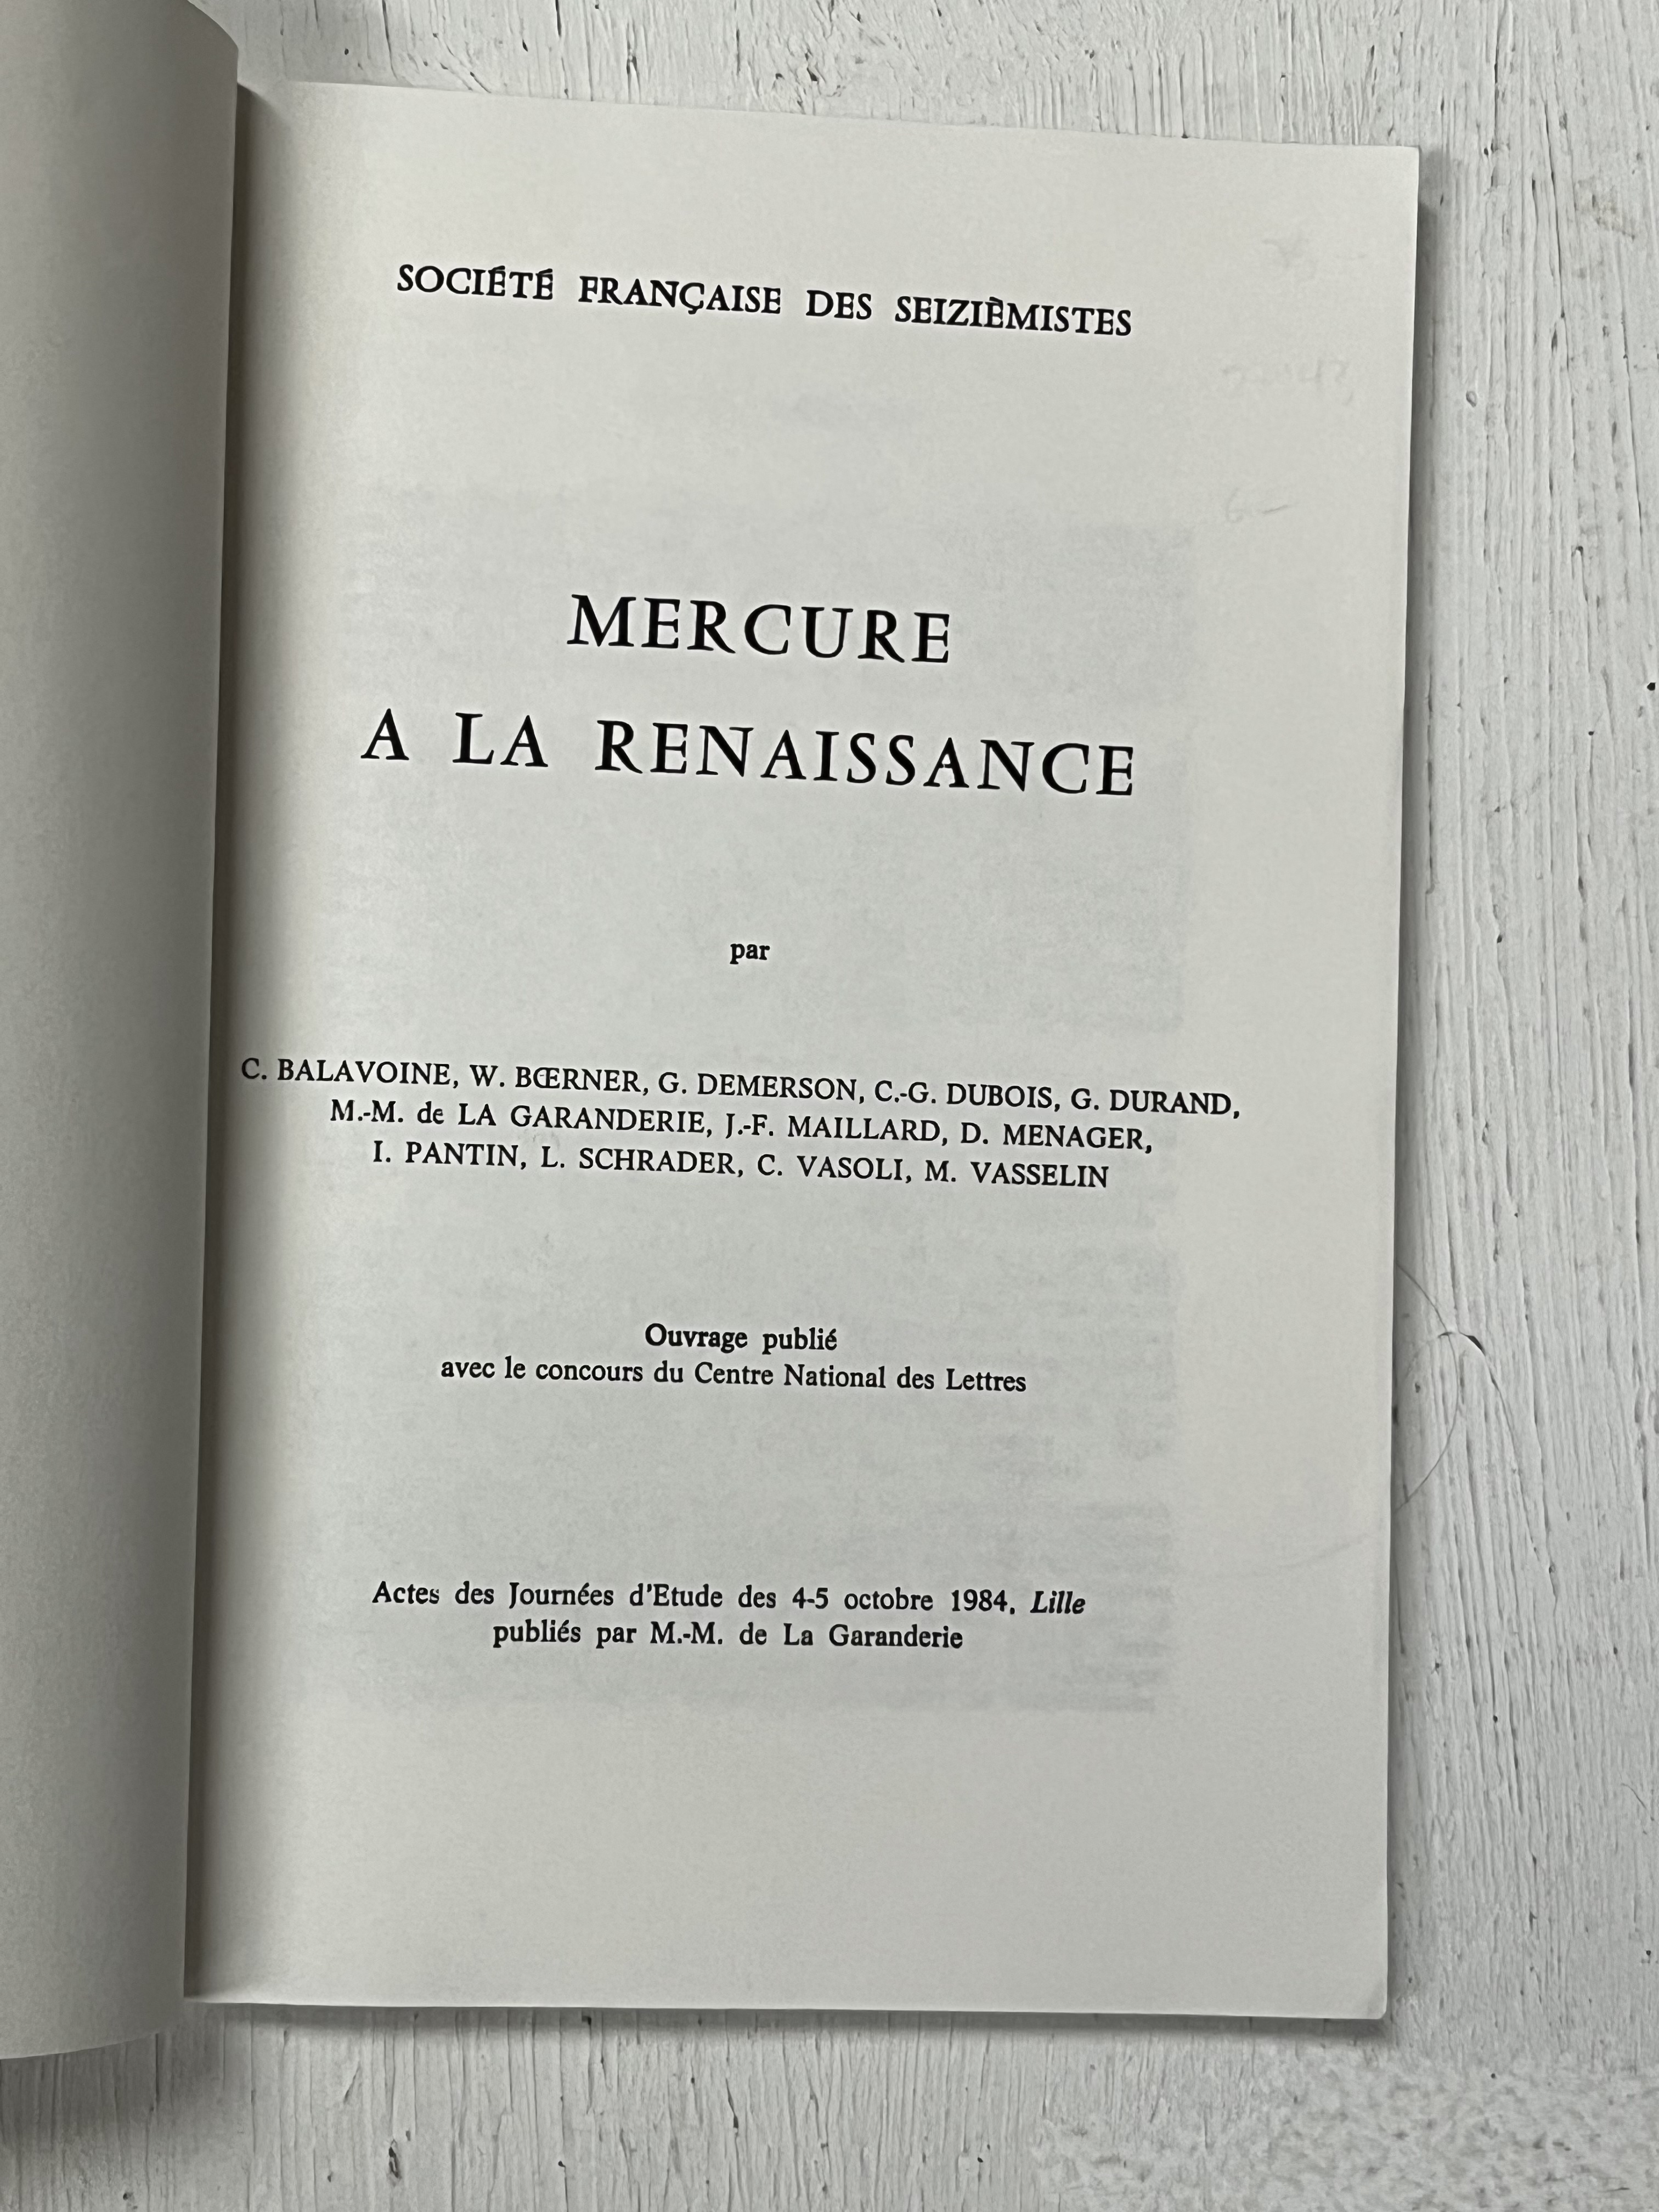 SOCIÉTÉ FRANÇAISE DES SEIZIÈMISTES
MERCURE
A LA RENAISSANCE
par
C. BALAVOINE, W. BŒRNER, G. DEMERSON, C.-G. DUBOIS, G. DURAND,
M.-M. de LA GARANDERIE, J.-F. MAILLARD, D. MENAGER,
I. PANTIN, L. SCHRADER, C. VASOLI, M. VASSELIN
Ouvrage publié
avec le concours du Centre National des Lettres
Actes des Journées d'Etude des 4-5 octobre 1984, Lille
publiés par M.-M. de La Garanderie